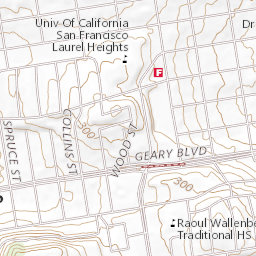 Univ Of California
San Francisco
Laurel Heights
Dr
F
300
COLLINS ST
SPRUCE ST
WOOD ST
GEARY BLVD
300
Raoul Wallenbe
Traditional HS